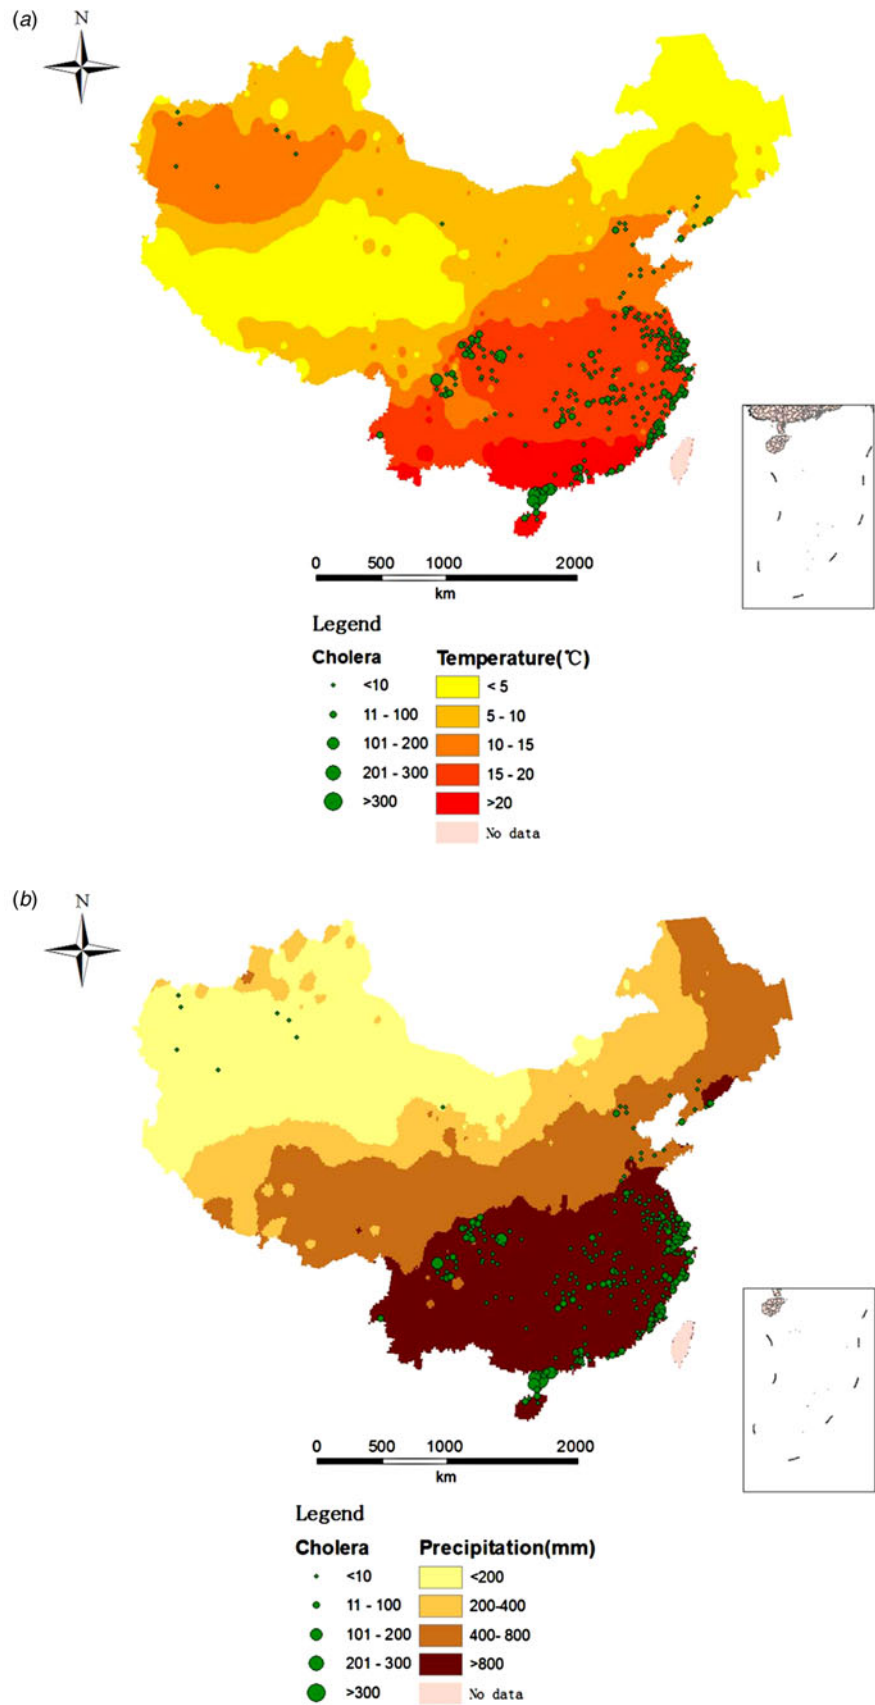 (a)
N
0 500 1000 2000
km
Legend
Cholera Temperature(℃)
<10 < 5
11 - 100 5 - 10
101 - 200 10 - 15
201 - 300 15 - 20
>300 >20
No data
(b)
N
0 500 1000 2000
km
Legend
Cholera Precipitation(mm)
<10 <200
11 - 100 200-400
101 - 200 400- 800
201 - 300 >800
>300 No data